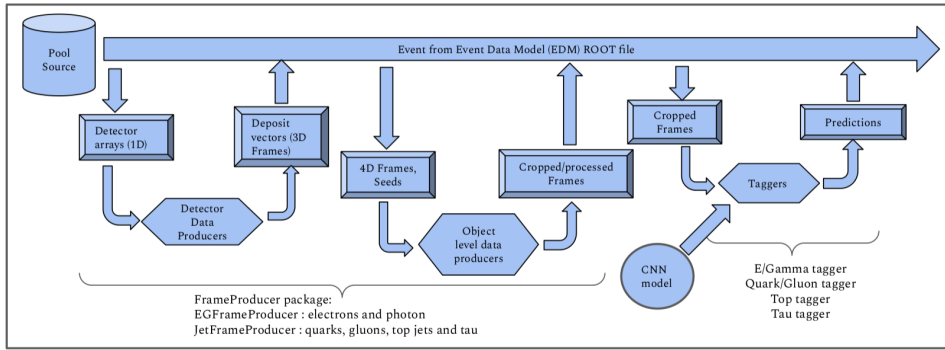 Pool
Source
Event from Event Data Model (EDM) ROOT file
Detector
arrays (1D)
Deposit
vectors (3D
Frames)
4D Frames,
Seeds
Cropped/processed
Frames
Cropped
Frames
Predictions
Detector
Data
Producers
Object
level data
producers
Taggers
CNN
model
FrameProducer package:
EGFrameProducer : electrons and photon
JetFrameProducer : quarks, gluons, top jets and tau
E/Gamma tagger
Quark/Gluon tagger
Top tagger
Tau tagger